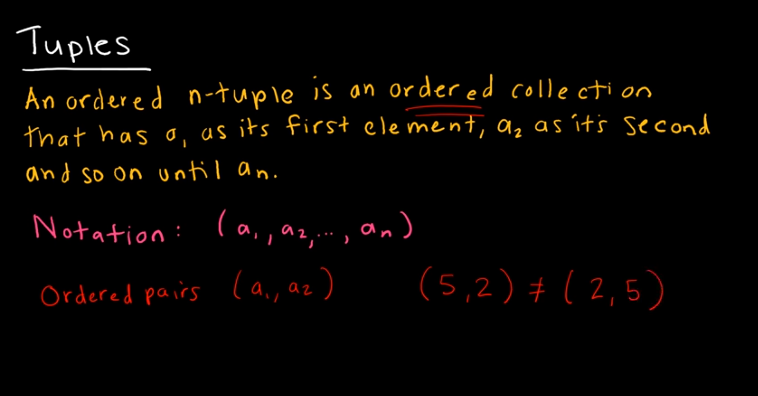 Tuples
An ordered n-tuple is an ordered collection
that has a₁ as its first element, a₂ as it's second
and so on until aₙ.
Notation: (a₁, a₂, ..., aₙ)
Ordered pairs (a₁, a₂) (5,2) ≠ (2,5)